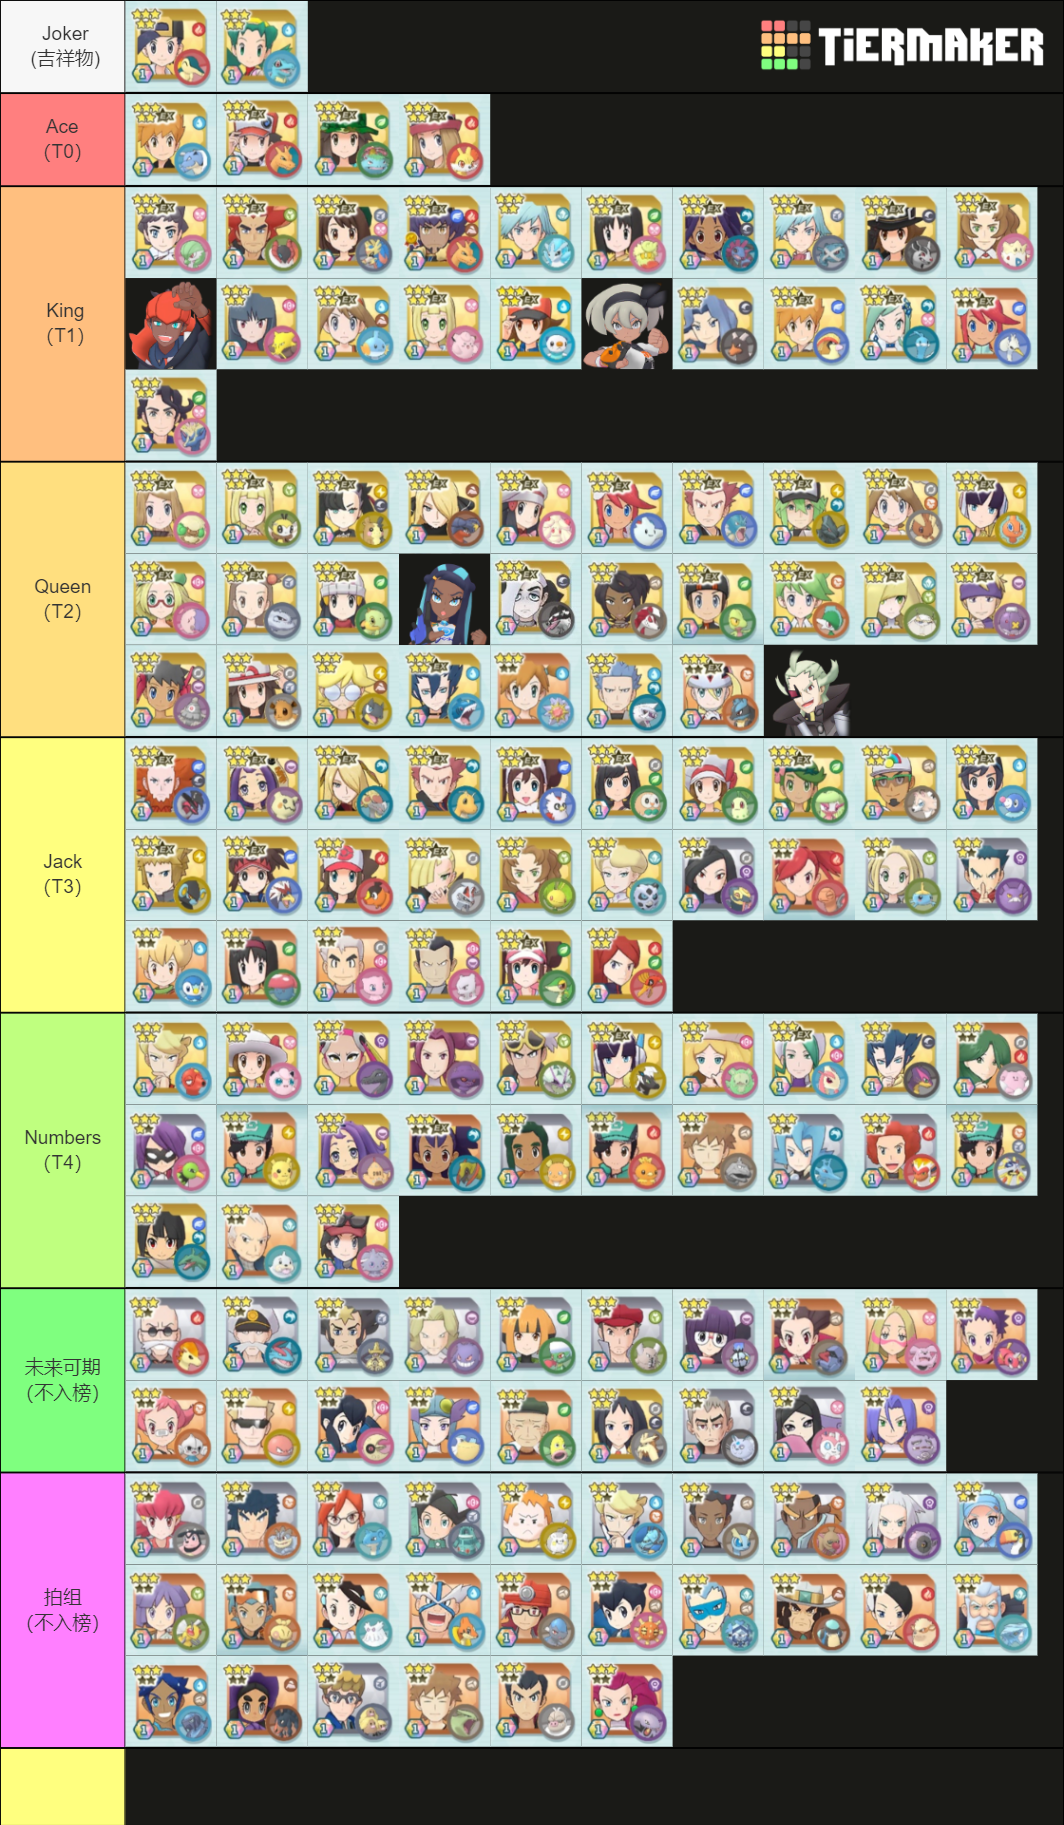 Joker
(吉祥物)
TiERMAKER
Ace
(T0)
King
(T1)
Queen
(T2)
Jack
(T3)
Numbers
(T4)
未来可期
(不入榜)
拍组
(不入榜)